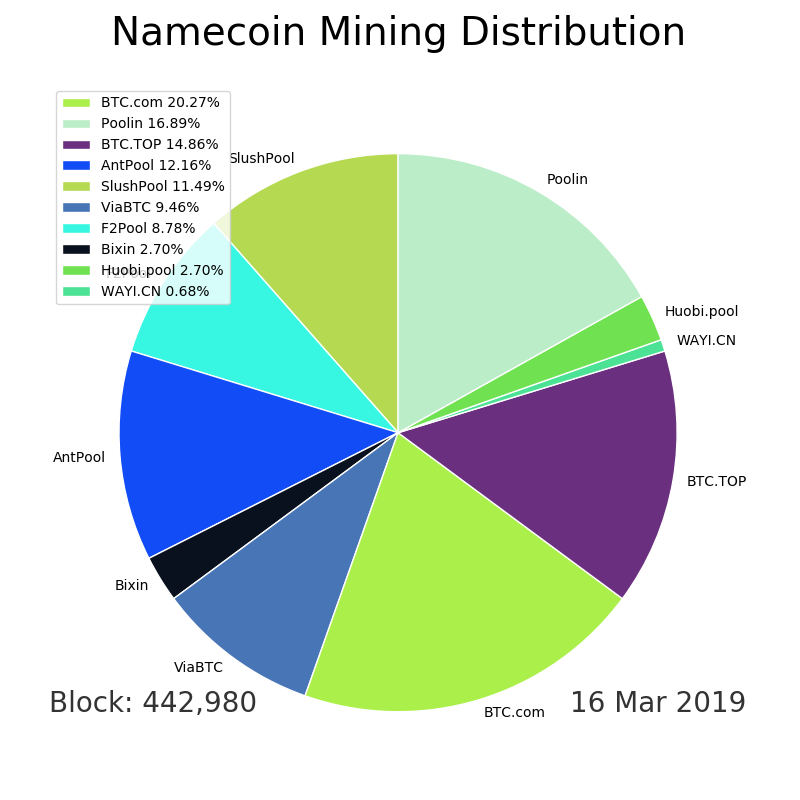 Namecoin Mining Distribution
BTC.com 20.27%
Poolin 16.89%
BTC.TOP 14.86%
AntPool 12.16%
SlushPool 11.49%
ViaBTC 9.46%
F2Pool 8.78%
Bixin 2.70%
Huobi.pool 2.70%
WAYI.CN 0.68%
SlushPool
Poolin
F2Pool
Huobi.pool
WAYI.CN
AntPool
BTC.TOP
Bixin
ViaBTC
BTC.com
Block: 442,980
16 Mar 2019